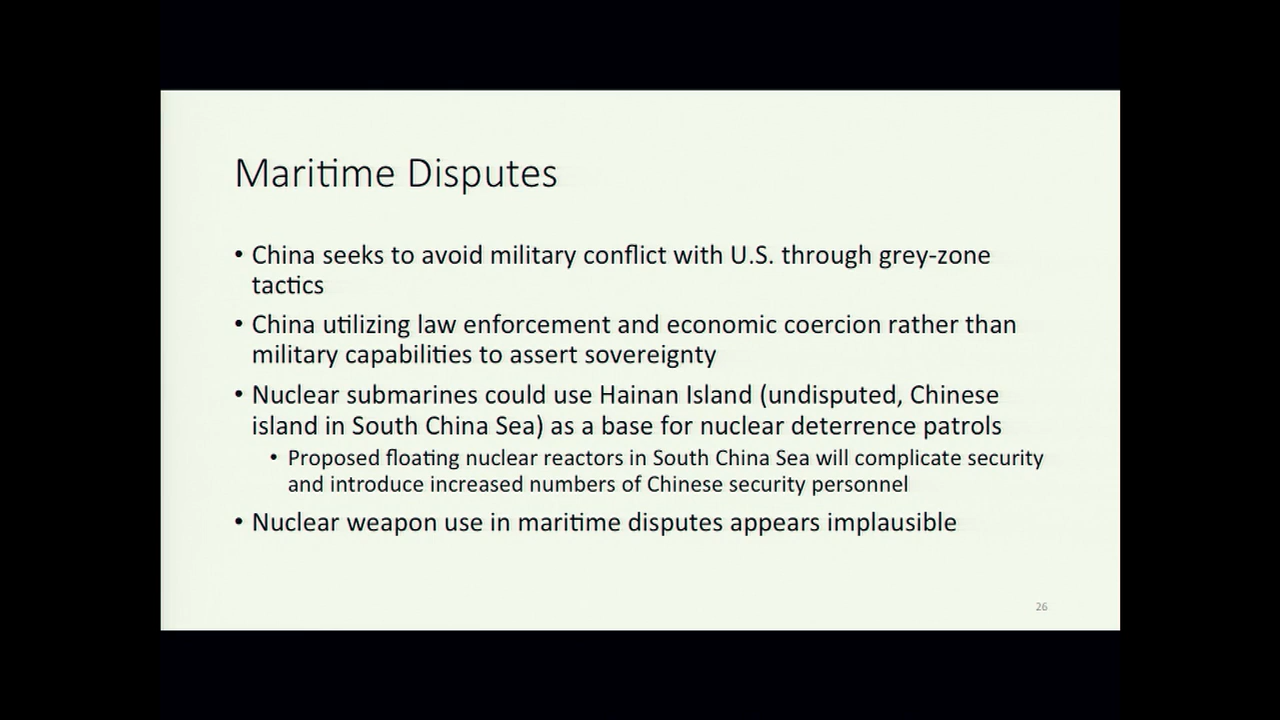 Maritime Disputes
• China seeks to avoid military conflict with U.S. through grey-zone
tactics
• China utilizing law enforcement and economic coercion rather than
military capabilities to assert sovereignty
• Nuclear submarines could use Hainan Island (undisputed, Chinese
island in South China Sea) as a base for nuclear deterrence patrols
• Proposed floating nuclear reactors in South China Sea will complicate security
and introduce increased numbers of Chinese security personnel
• Nuclear weapon use in maritime disputes appears implausible
26